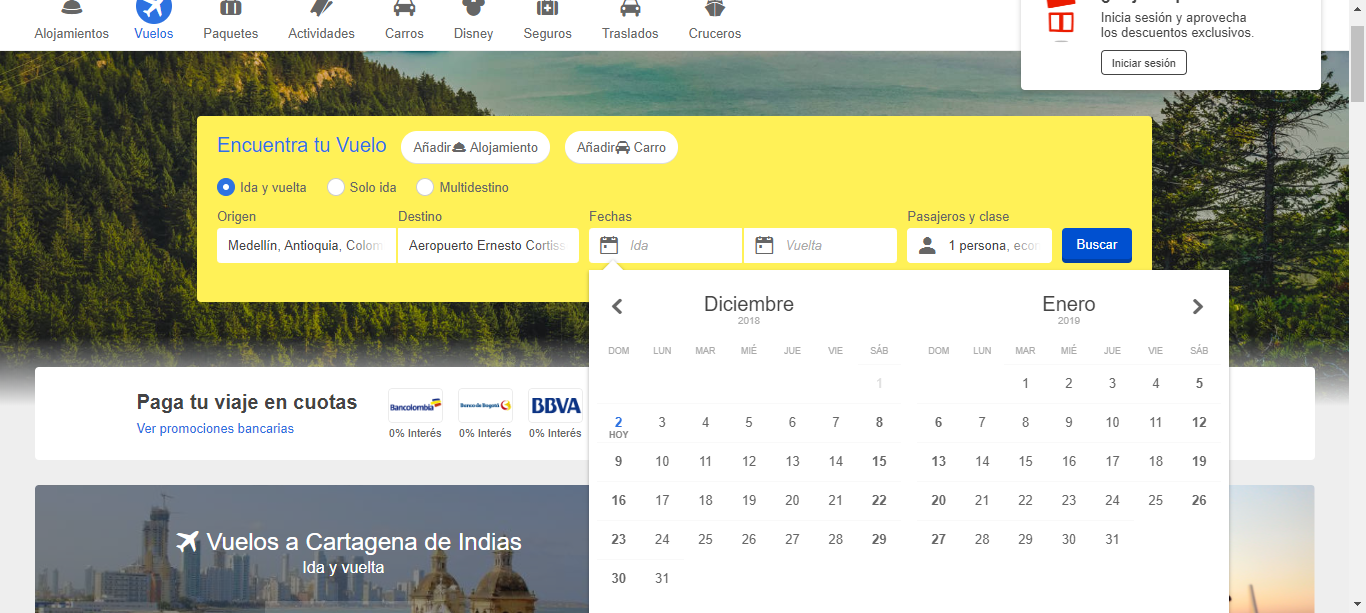 Alojamientos Vuelos Paquetes Actividades Carros Disney Seguros Traslados Cruceros
Inicia sesión y aprovecha
los descuentos exclusivos.
Iniciar sesión
Encuentra tu Vuelo Añadir Alojamiento Añadir Carro
Ida y vuelta Solo ida Multidestino
Origen Destino Fechas Pasajeros y clase
Medellín, Antioquia, Colom Aeropuerto Ernesto Cortiss Ida Vuelta 1 persona, econ Buscar
Diciembre
2018
DOM LUN MAR MIÉ JUE VIE SÁB
1
2 3 4 5 6 7 8
HOY
9 10 11 12 13 14 15
16 17 18 19 20 21 22
23 24 25 26 27 28 29
30 31
Enero
2019
DOM LUN MAR MIÉ JUE VIE SÁB
1 2 3 4 5
6 7 8 9 10 11 12
13 14 15 16 17 18 19
20 21 22 23 24 25 26
27 28 29 30 31
Paga tu viaje en cuotas
Ver promociones bancarias
Bancolombia Banco de Bogotá BBVA
0% Interés 0% Interés 0% Interés
Vuelos a Cartagena de Indias
Ida y vuelta